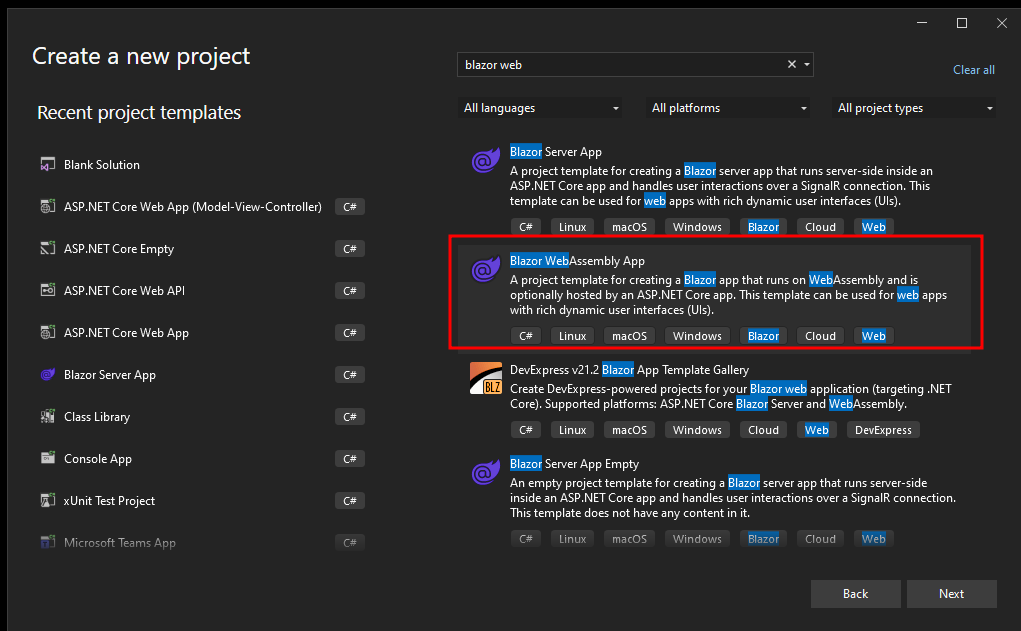 Create a new project
Recent project templates
Blank Solution
ASP.NET Core Web App (Model-View-Controller) C#
ASP.NET Core Empty C#
ASP.NET Core Web API C#
ASP.NET Core Web App C#
Blazor Server App C#
Class Library C#
Console App C#
xUnit Test Project C#
Microsoft Teams App C#
blazor web
Clear all
All languages All platforms All project types
Blazor Server App
A project template for creating a Blazor server app that runs server-side inside an
ASP.NET Core app and handles user interactions over a SignalR connection. This
template can be used for web apps with rich dynamic user interfaces (UIs).
C# Linux macOS Windows Blazor Cloud Web
Blazor WebAssembly App
A project template for creating a Blazor app that runs on WebAssembly and is
optionally hosted by an ASP.NET Core app. This template can be used for web apps
with rich dynamic user interfaces (UIs).
C# Linux macOS Windows Blazor Cloud Web
BLZ
DevExpress v21.2 Blazor App Template Gallery
Create DevExpress-powered projects for your Blazor web application (targeting .NET
Core). Supported platforms: ASP.NET Core Blazor Server and WebAssembly.
C# Linux macOS Windows Cloud Web DevExpress
Blazor Server App Empty
An empty project template for creating a Blazor server app that runs server-side
inside an ASP.NET Core app and handles user interactions over a SignalR connection.
This template does not have any content in it.
C# Linux macOS Windows Blazor Cloud Web
Back Next